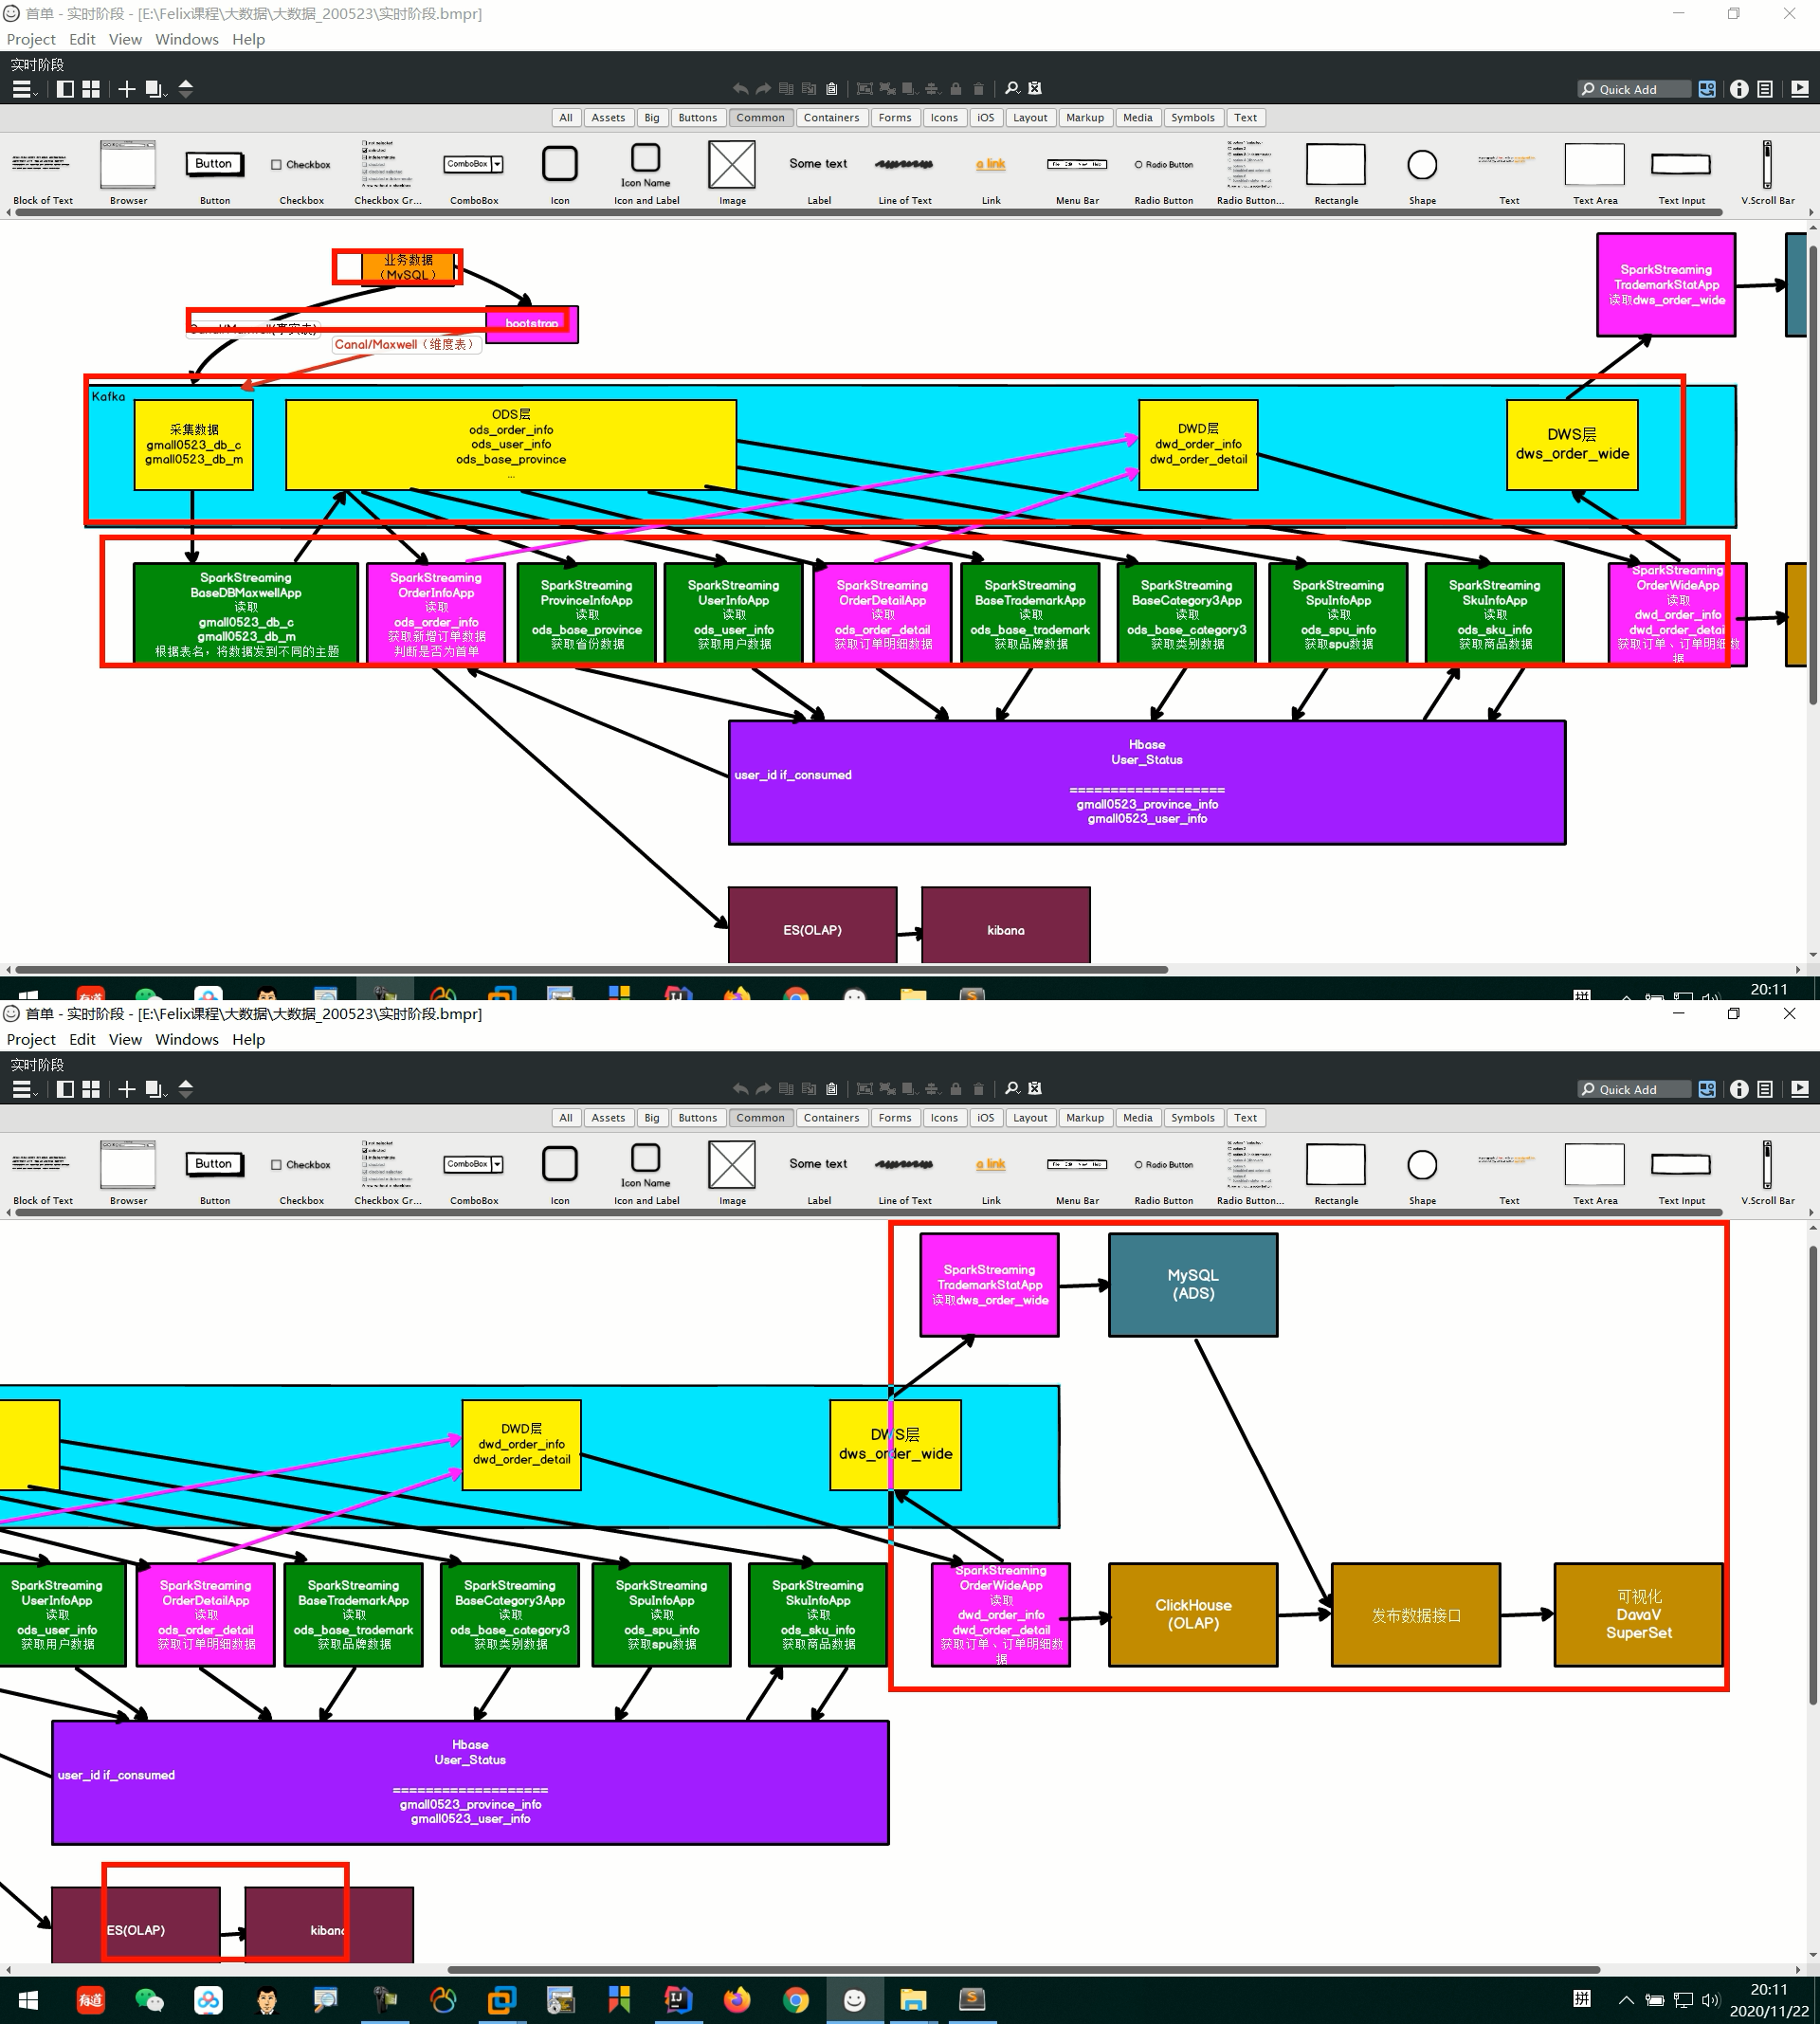 首单 - 实时阶段 - [E:\Felix课程\大数据\大数据_200523\实时阶段.bmpr]
Project Edit View Windows Help
实时阶段
Quick Add
All Assets Big Buttons Common Containers Forms Icons iOS Layout Markup Media Symbols Text
Button
Checkbox
ComboBox
Icon Name
Some text
a link
Radio Button
Block of Text Browser Button Checkbox Checkbox Gr... ComboBox Icon Icon and Label Image Label Line of Text Link Menu Bar Radio Button Radio Button... Rectangle Shape Text Text Area Text Input V.Scroll Bar
业务数据
（MySQL）
bootstrap
Canal/Maxwell(事实表)
Canal/Maxwell（维度表）
SparkStreaming
TrademarkStatApp
读取dws_order_wide
Kafka
采集数据
gmall0523_db_c
gmall0523_db_m
ODS层
ods_order_info
ods_user_info
ods_base_province
...
DWD层
dwd_order_info
dwd_order_detail
DWS层
dws_order_wide
SparkStreaming
BaseDBMaxwellApp
读取
gmall0523_db_c
gmall0523_db_m
根据表名，将数据发到不同的主题
SparkStreaming
OrderInfoApp
读取
ods_order_info
获取新增订单数据
判断是否为首单
SparkStreaming
ProvinceInfoApp
读取
ods_base_province
获取省份数据
SparkStreaming
UserInfoApp
读取
ods_user_info
获取用户数据
SparkStreaming
OrderDetailApp
读取
ods_order_detail
获取订单明细数据
SparkStreaming
BaseTrademarkApp
读取
ods_base_trademark
获取品牌数据
SparkStreaming
BaseCategory3App
读取
ods_base_category3
获取类别数据
SparkStreaming
SpuInfoApp
读取
ods_spu_info
获取spu数据
SparkStreaming
SkuInfoApp
读取
ods_sku_info
获取商品数据
SparkStreaming
OrderWideApp
读取
dwd_order_info
dwd_order_detail
获取订单、订单明细数
据
Hbase
User_Status
user_id if_consumed
====================
gmall0523_province_info
gmall0523_user_info
ES(OLAP)
kibana
20:11
首单 - 实时阶段 - [E:\Felix课程\大数据\大数据_200523\实时阶段.bmpr]
Project Edit View Windows Help
实时阶段
Quick Add
All Assets Big Buttons Common Containers Forms Icons iOS Layout Markup Media Symbols Text
Button
Checkbox
ComboBox
Icon Name
Some text
a link
Radio Button
Block of Text Browser Button Checkbox Checkbox Gr... ComboBox Icon Icon and Label Image Label Line of Text Link Menu Bar Radio Button Radio Button... Rectangle Shape Text Text Area Text Input V.Scroll Bar
SparkStreaming
TrademarkStatApp
读取dws_order_wide
MySQL
(ADS)
DWD层
dwd_order_info
dwd_order_detail
DWS层
dws_order_wide
SparkStreaming
UserInfoApp
读取
ods_user_info
获取用户数据
SparkStreaming
OrderDetailApp
读取
ods_order_detail
获取订单明细数据
SparkStreaming
BaseTrademarkApp
读取
ods_base_trademark
获取品牌数据
SparkStreaming
BaseCategory3App
读取
ods_base_category3
获取类别数据
SparkStreaming
SpuInfoApp
读取
ods_spu_info
获取spu数据
SparkStreaming
SkuInfoApp
读取
ods_sku_info
获取商品数据
SparkStreaming
OrderWideApp
读取
dwd_order_info
dwd_order_detail
获取订单、订单明细数
据
ClickHouse
(OLAP)
发布数据接口
可视化
DavaV
SuperSet
Hbase
User_Status
user_id if_consumed
====================
gmall0523_province_info
gmall0523_user_info
ES(OLAP)
kibana
有道
拼
20:11
2020/11/22